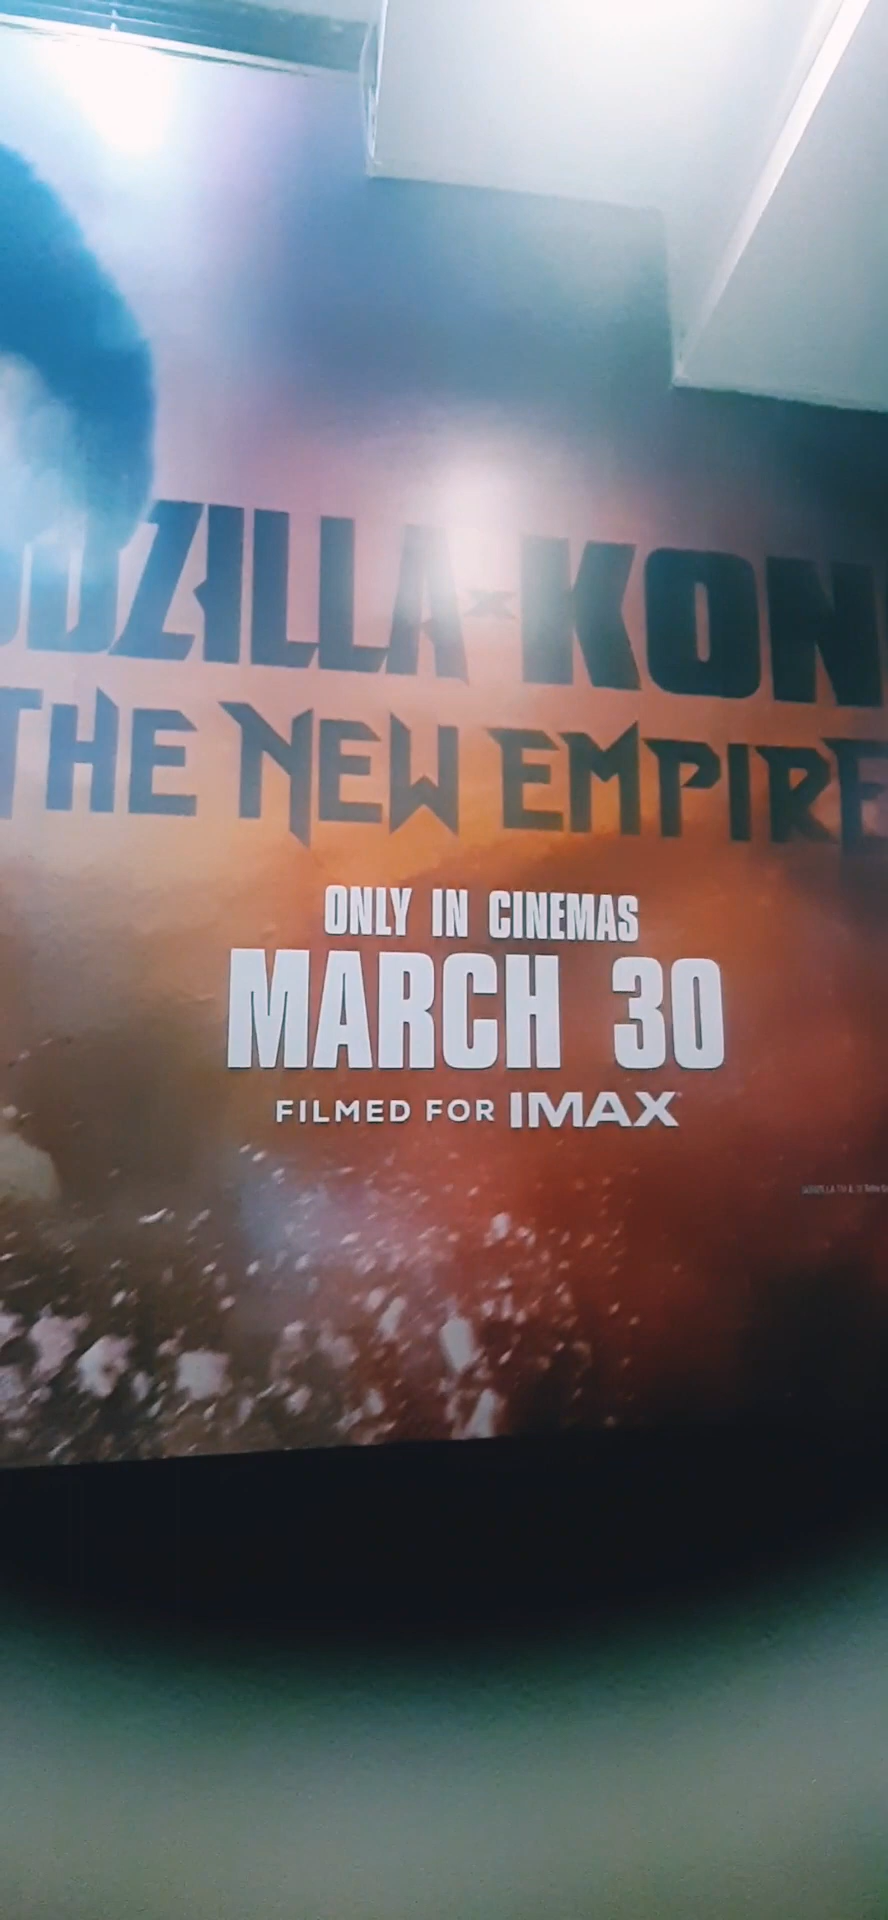 ODZILLA x KON
THE NEW EMPIRE
ONLY IN CINEMAS
MARCH 30
FILMED FOR IMAX